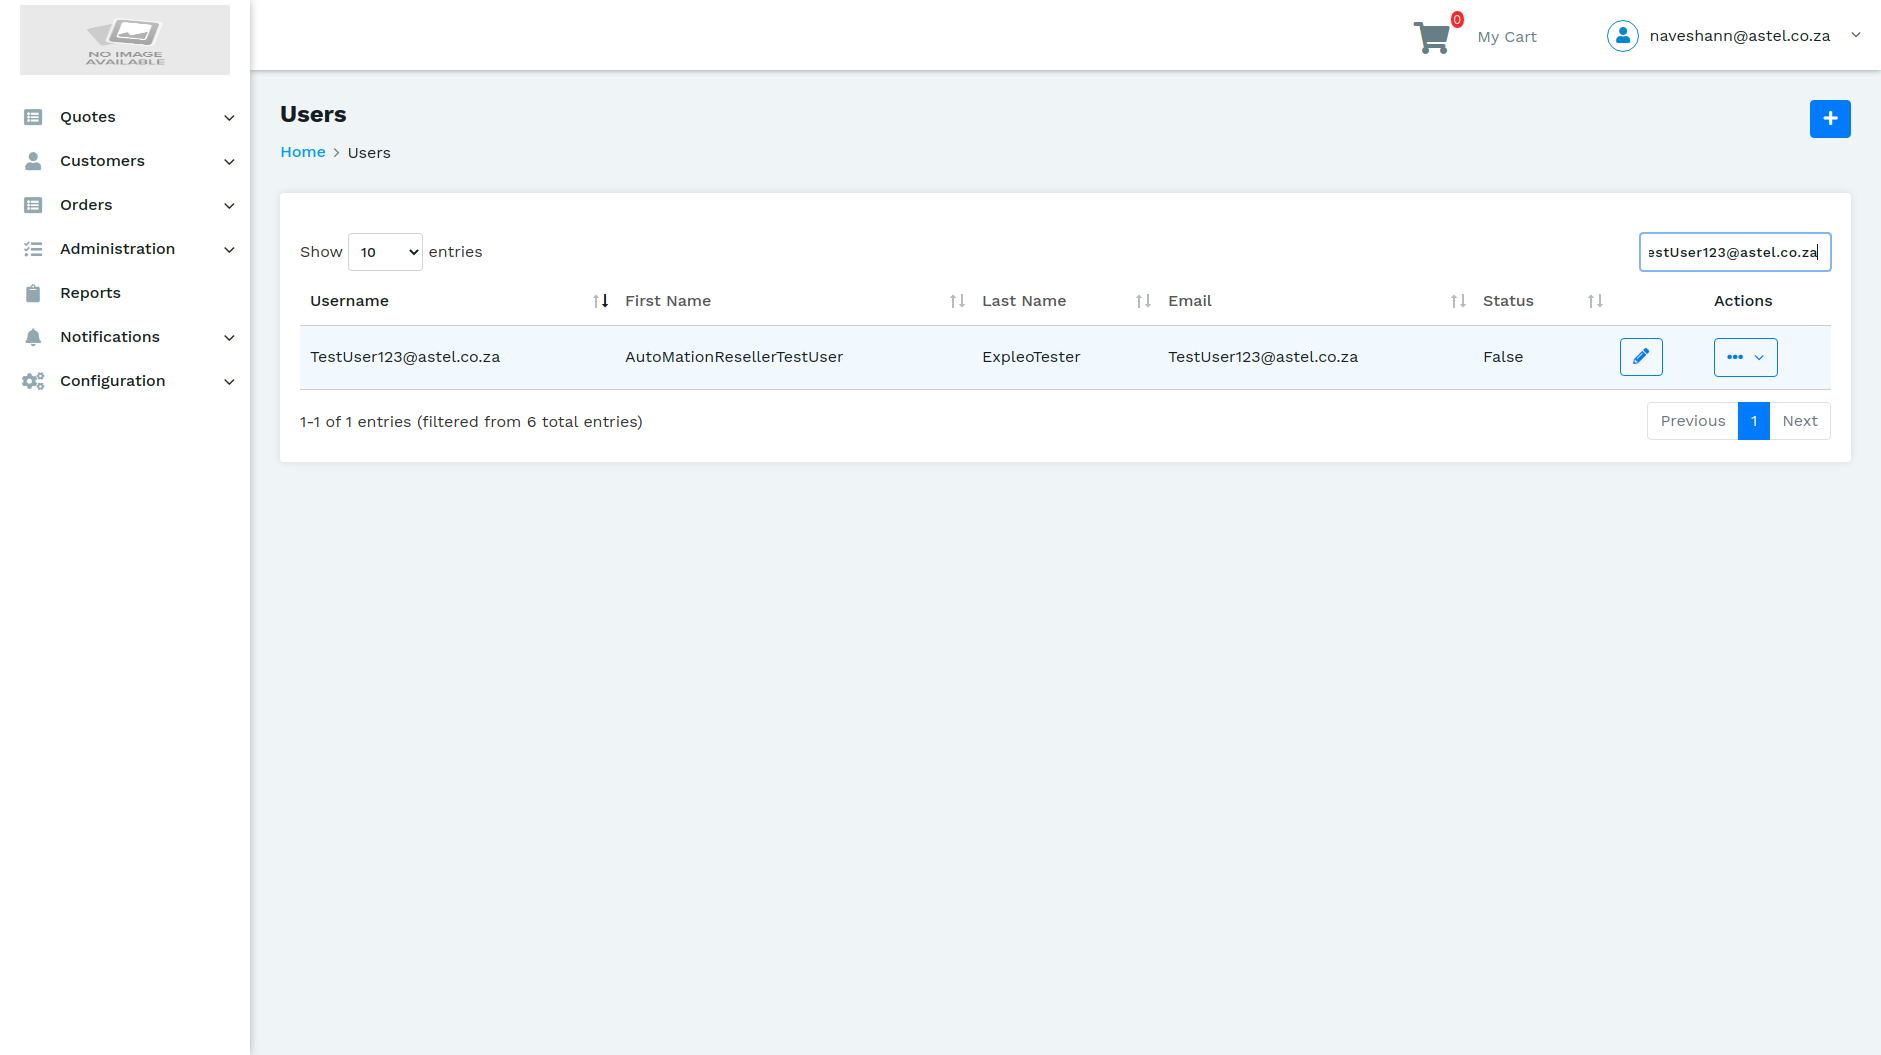 NO IMAGE
AVAILABLE
0
My Cart
naveshann@astel.co.za
Quotes
Customers
Orders
Administration
Reports
Notifications
Configuration
Users
Home > Users
Show 10 entries
estUser123@astel.co.za
Username First Name Last Name Email Status Actions
TestUser123@astel.co.za AutoMationResellerTestUser ExpleoTester TestUser123@astel.co.za False
1-1 of 1 entries (filtered from 6 total entries)
Previous 1 Next